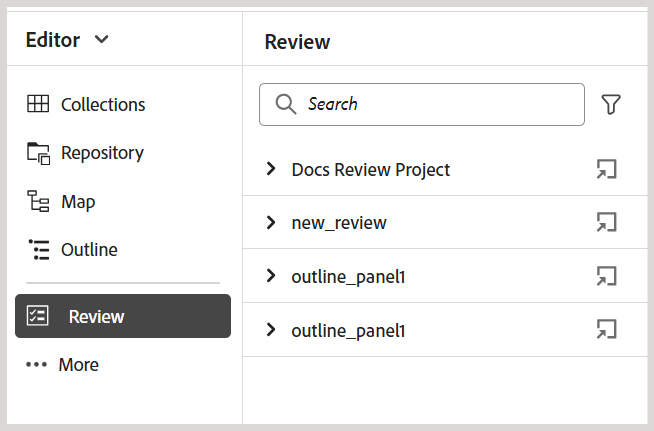 Editor
Collections
Repository
Map
Outline
Review
More
Review
Search
Docs Review Project
new_review
outline_panel1
outline_panel1